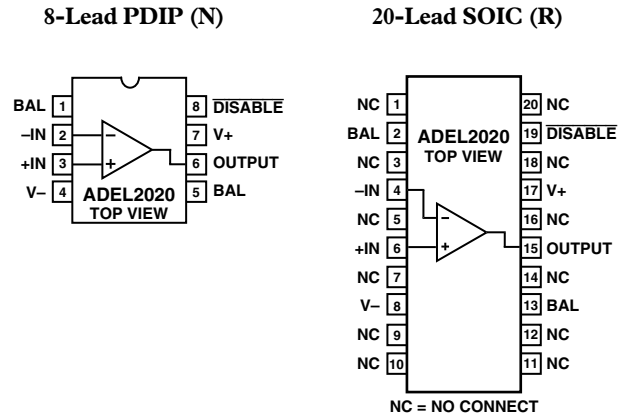 8-Lead PDIP (N)
BAL 1 8 DISABLE
–IN 2 – 7 V+
+IN 3 + 6 OUTPUT
V– 4 ADEL2020 5 BAL
TOP VIEW
20-Lead SOIC (R)
NC 1 20 NC
BAL 2 ADEL2020 19 DISABLE
NC 3 TOP VIEW 18 NC
–IN 4 17 V+
NC 5 – 16 NC
+IN 6 + 15 OUTPUT
NC 7 14 NC
V– 8 13 BAL
NC 9 12 NC
NC 10 11 NC
NC = NO CONNECT